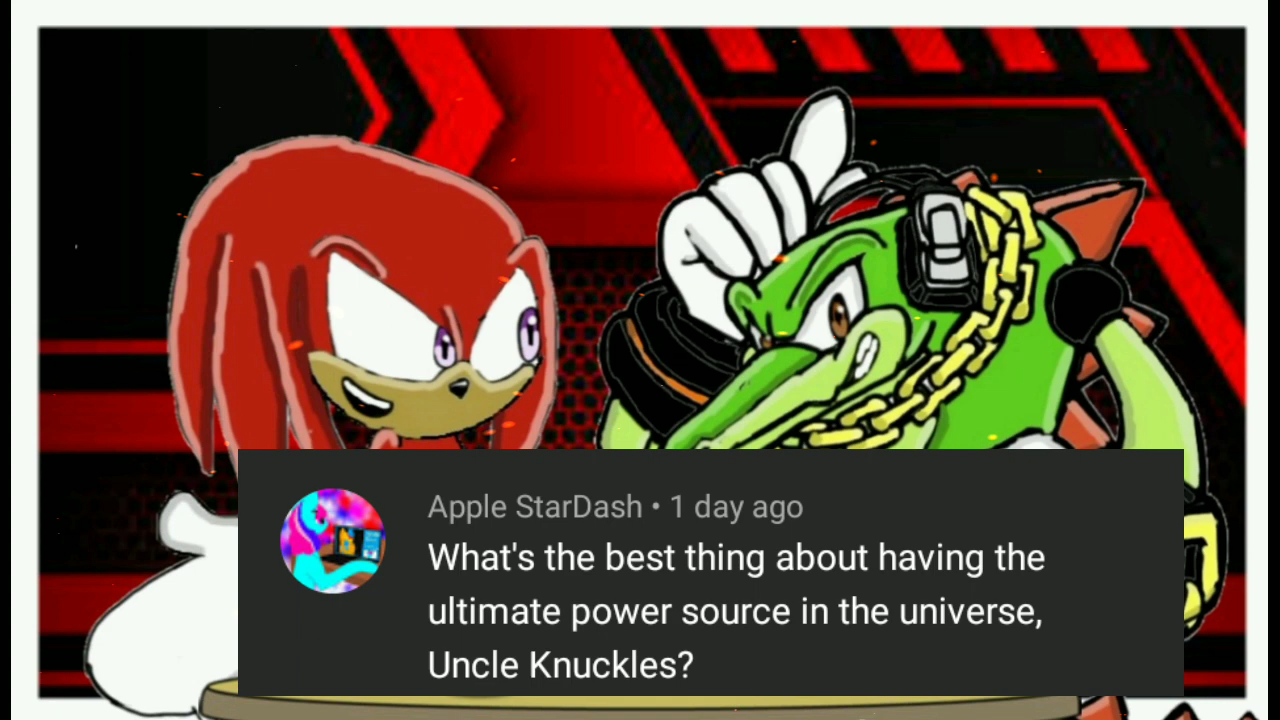 Apple StarDash • 1 day ago
What's the best thing about having the
ultimate power source in the universe,
Uncle Knuckles?